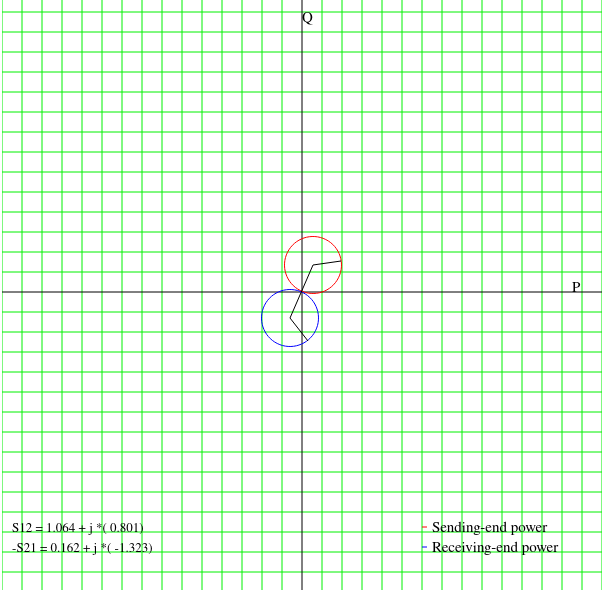 Q
P
S12 = 1.064 + j *( 0.801)
-S21 = 0.162 + j *( -1.323)
Sending-end power
Receiving-end power